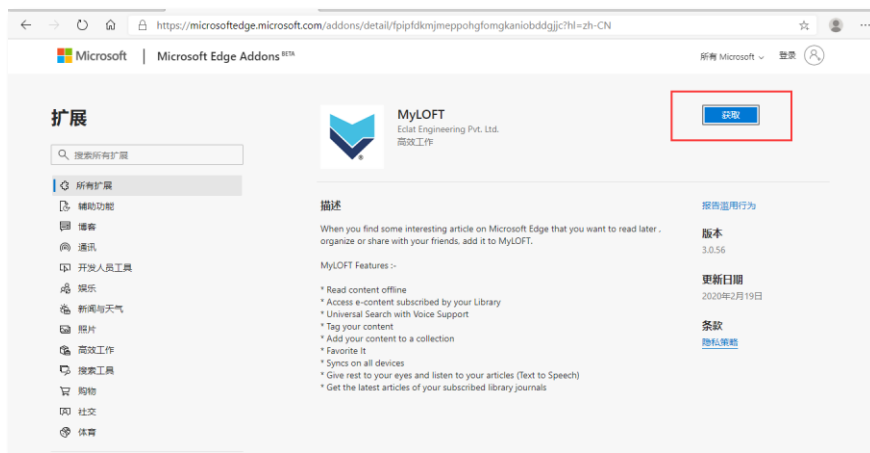 https://microsoftedge.microsoft.com/addons/detail/fpipfdkmjmeppohgfomgkaniobddgjjc?hl=zh-CN
Microsoft | Microsoft Edge Addons BETA
所有 Microsoft
登录
扩展
搜索所有扩展
所有扩展
辅助功能
博客
通讯
开发人员工具
娱乐
新闻与天气
照片
高效工作
搜索工具
购物
社交
体育
MyLOFT
Eclat Engineering Pvt. Ltd.
高效工作
获取
描述
When you find some interesting article on Microsoft Edge that you want to read later ,
organize or share with your friends, add it to MyLOFT.
MyLOFT Features :-
* Read content offline
* Access e-content subscribed by your Library
* Universal Search with Voice Support
* Tag your content
* Add your content to a collection
* Favorite It
* Syncs on all devices
* Give rest to your eyes and listen to your articles (Text to Speech)
* Get the latest articles of your subscribed library journals
报告滥用行为
版本
3.0.56
更新日期
2020年2月19日
条款
隐私策略